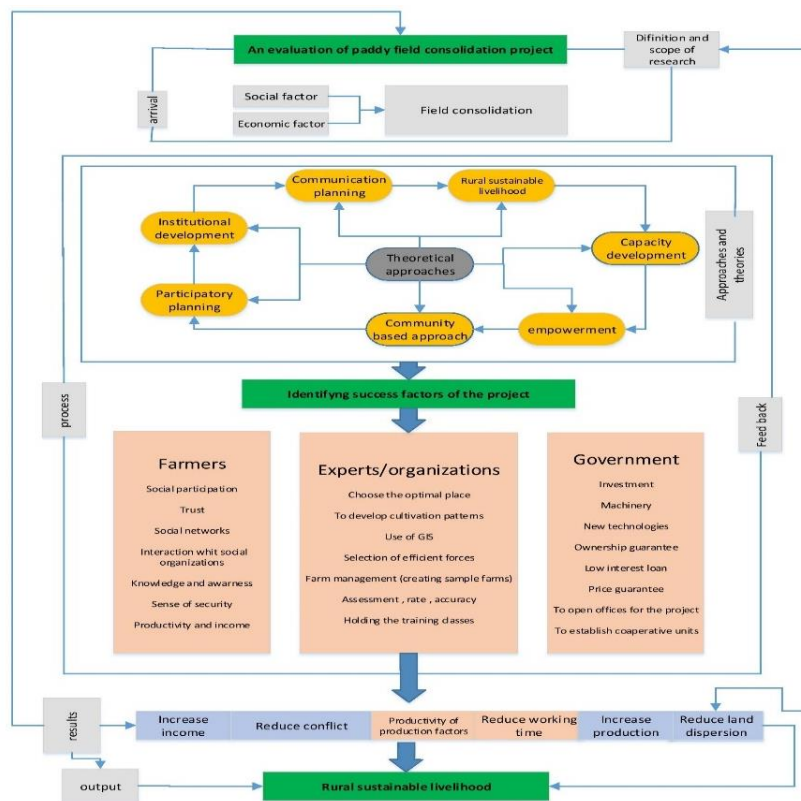 An evaluation of paddy field consolidation project
Difinition and
scope of
research
arrival
Social factor
Economic factor
Field consolidation
Communication
planning
Rural sustainable
livelihood
Institutional
development
Capacity
development
Theoretical
approaches
Participatory
planning
Community
based approach
empowerment
Approaches and
theories
Identifyng success factors of the project
process
Feed back
Farmers
Social participation
Trust
Social networks
Interaction whit social
organizations
Knowledge and awarness
Sense of security
Productivity and income
Experts/organizations
Choose the optimal place
To develop cultivation patterns
Use of GIS
Selection of efficient forces
Farm management (creating sample farms)
Assessment , rate , accuracy
Holding the training classes
Government
Investment
Machinery
New technologies
Ownership guarantee
Low interest loan
Price guarantee
To open offices for the project
To establish coaperative units
results
Increase
income
Reduce conflict
Productivity of
production factors
Reduce working
time
Increase
production
Reduce land
dispersion
output
Rural sustainable livelihood